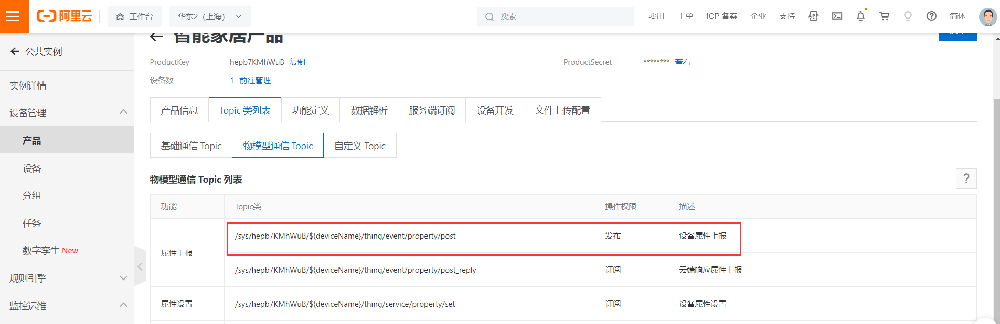 阿里云
工作台
华东2（上海）
搜索...
费用
工单
ICP 备案
企业
支持
APP
简体
公共实例
实例详情
设备管理
产品
设备
分组
任务
数字孪生 New
规则引擎
监控运维
智能家居产品
发布
ProductKey
hepb7KMhWuB 复制
ProductSecret
******** 查看
设备数
1 前往管理
产品信息
Topic 类列表
功能定义
数据解析
服务端订阅
设备开发
文件上传配置
基础通信 Topic
物模型通信 Topic
自定义 Topic
物模型通信 Topic 列表
?
功能
Topic类
操作权限
描述
属性上报
/sys/hepb7KMhWuB/${deviceName}/thing/event/property/post
发布
设备属性上报
/sys/hepb7KMhWuB/${deviceName}/thing/event/property/post_reply
订阅
云端响应属性上报
属性设置
/sys/hepb7KMhWuB/${deviceName}/thing/service/property/set
订阅
设备属性设置